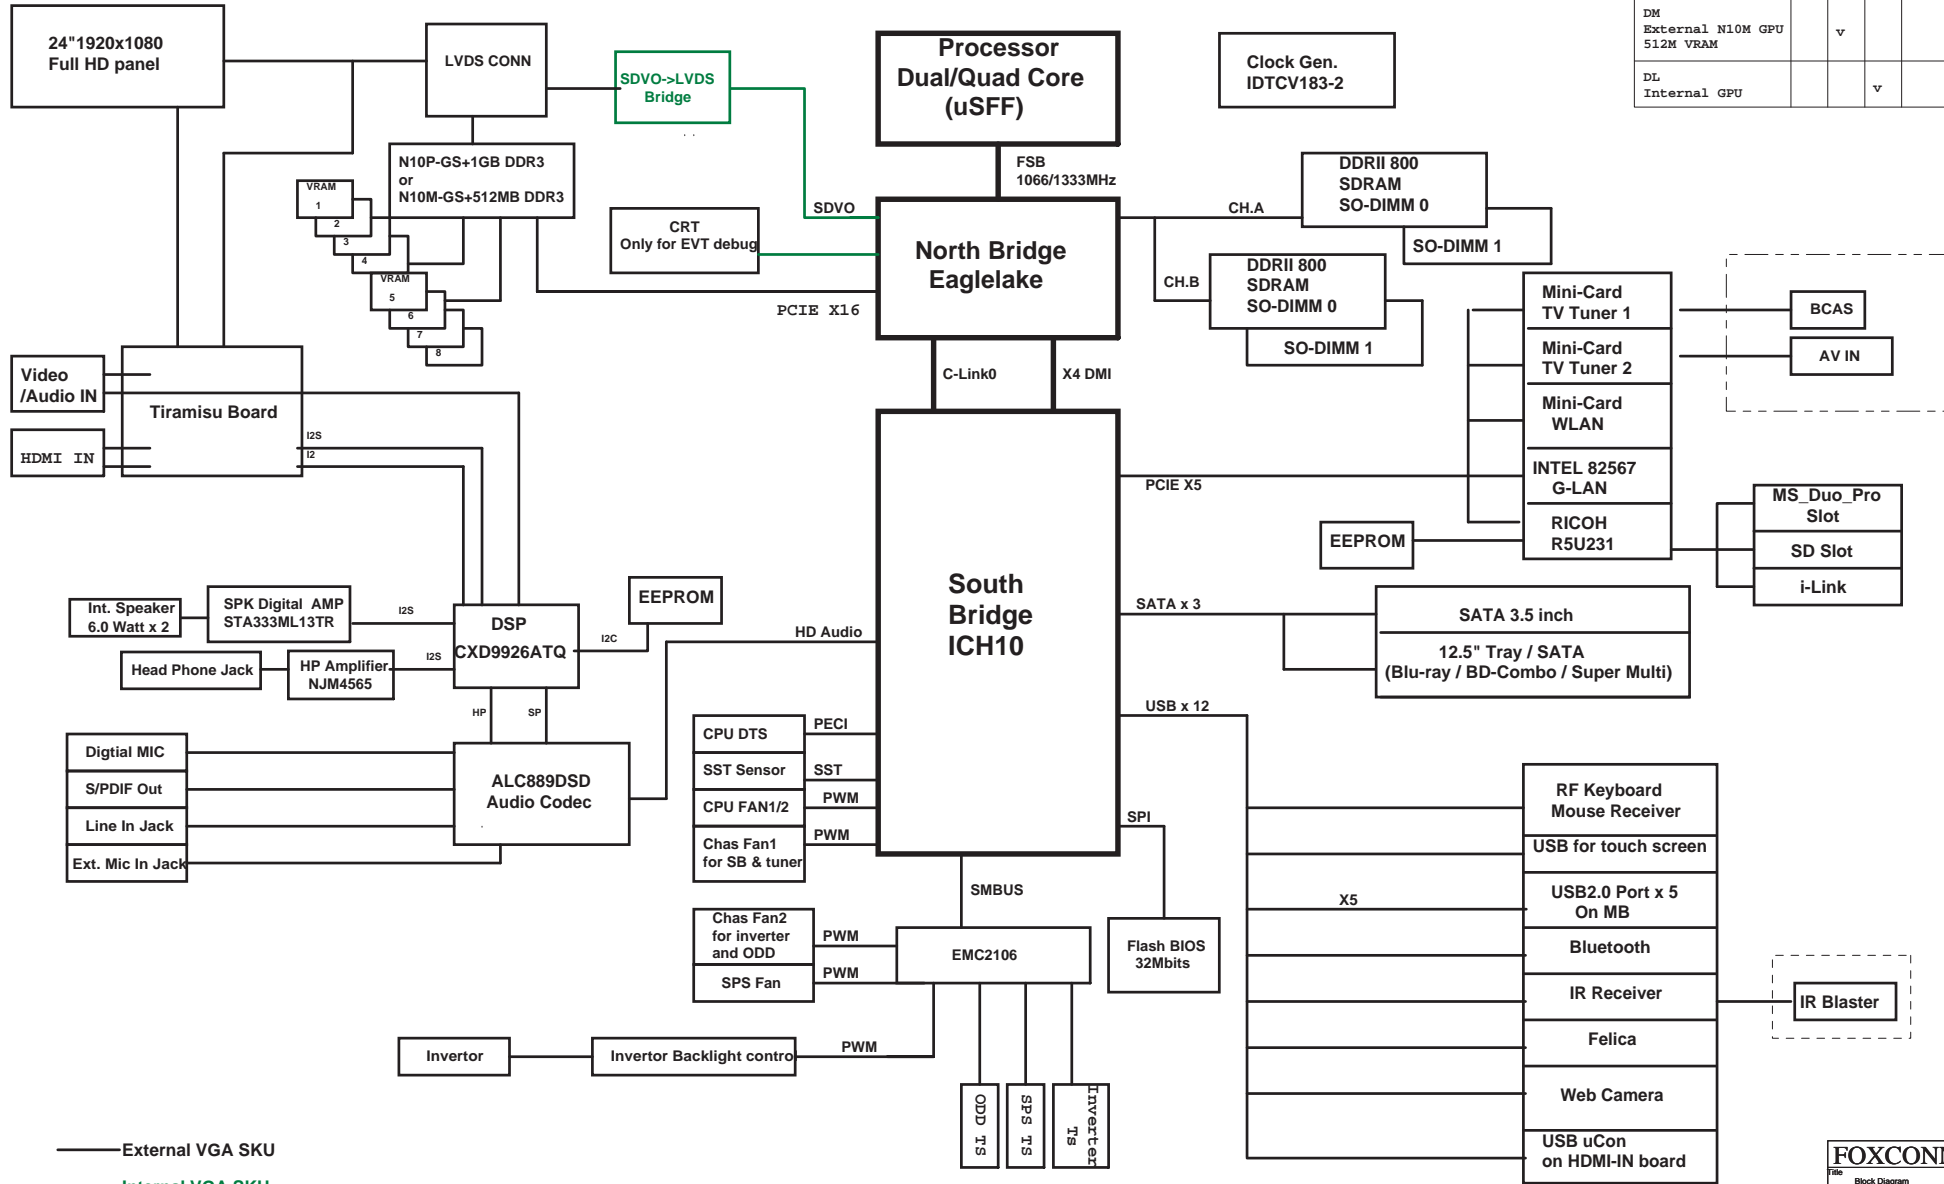 DM
External N10M GPU
512M VRAM
v
DL
Internal GPU
v
24"1920x1080
Full HD panel
LVDS CONN
SDVO->LVDS
Bridge
Processor
Dual/Quad Core
(uSFF)
Clock Gen.
IDTCV183-2
N10P-GS+1GB DDR3
or
N10M-GS+512MB DDR3
VRAM
1
2
3
4
VRAM
5
6
7
8
CRT
Only for EVT debug
SDVO
PCIE X16
FSB
1066/1333MHz
North Bridge
Eaglelake
CH.A
CH.B
DDRII 800
SDRAM
SO-DIMM 0
SO-DIMM 1
DDRII 800
SDRAM
SO-DIMM 0
SO-DIMM 1
C-Link0
X4 DMI
Mini-Card
TV Tuner 1
Mini-Card
TV Tuner 2
Mini-Card
WLAN
INTEL 82567
G-LAN
RICOH
R5U231
BCAS
AV IN
Video
/Audio IN
HDMI IN
Tiramisu Board
I2S
I2
PCIE X5
EEPROM
MS_Duo_Pro
Slot
SD Slot
i-Link
South
Bridge
ICH10
Int. Speaker
6.0 Watt x 2
SPK Digital AMP
STA333ML13TR
I2S
DSP
CXD9926ATQ
I2C
EEPROM
Head Phone Jack
HP Amplifier
NJM4565
I2S
HP
SP
HD Audio
SATA x 3
SATA 3.5 inch
12.5" Tray / SATA
(Blu-ray / BD-Combo / Super Multi)
USB x 12
Digtial MIC
S/PDIF Out
Line In Jack
Ext. Mic In Jack
ALC889DSD
Audio Codec
CPU DTS
PECI
SST Sensor
SST
CPU FAN1/2
PWM
Chas Fan1
for SB & tuner
PWM
SPI
SMBUS
Chas Fan2
for inverter
and ODD
PWM
SPS Fan
PWM
EMC2106
Flash BIOS
32Mbits
RF Keyboard
Mouse Receiver
USB for touch screen
X5
USB2.0 Port x 5
On MB
Bluetooth
IR Receiver
IR Blaster
Felica
Web Camera
USB uCon
on HDMI-IN board
Invertor
Invertor Backlight contro
PWM
ODD TS
SPS TS
Inverter
Ts
External VGA SKU
Internal VGA SKU
FOXCONN
Title
Block Diagram